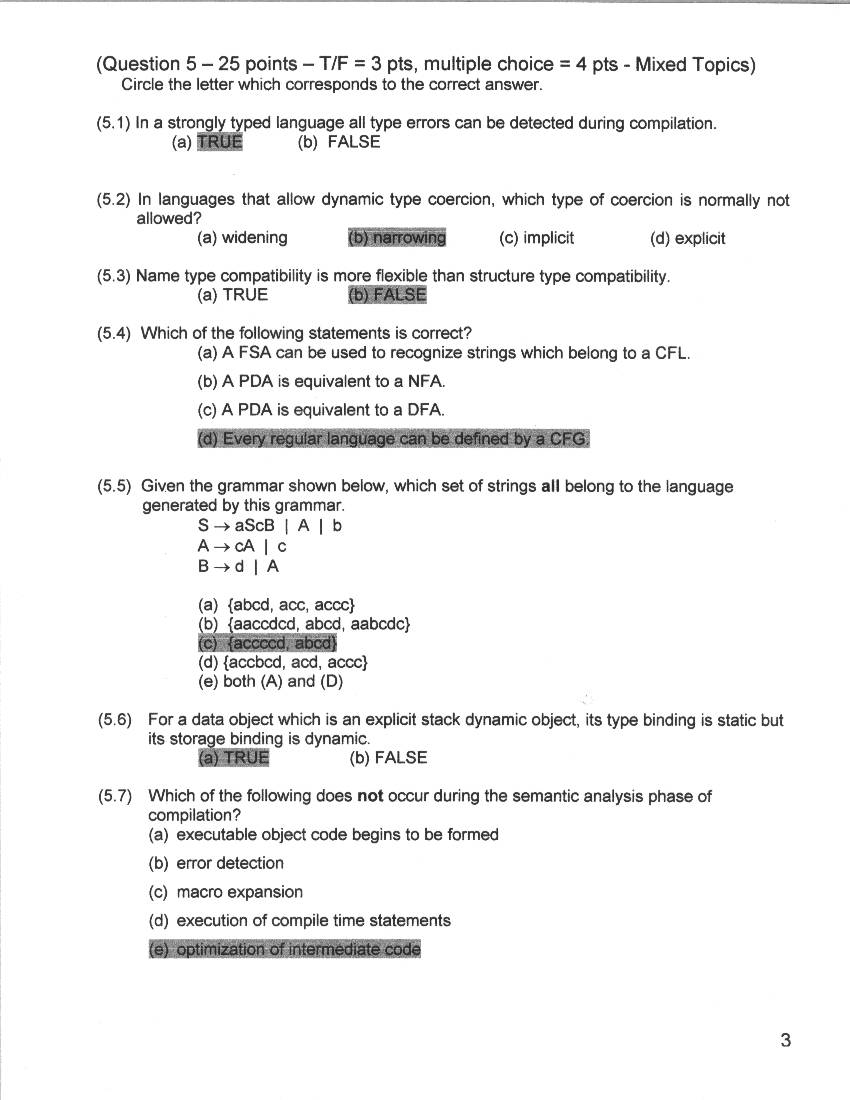 (Question 5 – 25 points – T/F = 3 pts, multiple choice = 4 pts - Mixed Topics)
Circle the letter which corresponds to the correct answer.
(5.1) In a strongly typed language all type errors can be detected during compilation.
(a) TRUE (b) FALSE
(5.2) In languages that allow dynamic type coercion, which type of coercion is normally not
allowed?
(a) widening (b) narrowing (c) implicit (d) explicit
(5.3) Name type compatibility is more flexible than structure type compatibility.
(a) TRUE (b) FALSE
(5.4) Which of the following statements is correct?
(a) A FSA can be used to recognize strings which belong to a CFL.
(b) A PDA is equivalent to a NFA.
(c) A PDA is equivalent to a DFA.
(d) Every regular language can be defined by a CFG.
(5.5) Given the grammar shown below, which set of strings all belong to the language
generated by this grammar.
S → aScB | A | b
A → cA | c
B → d | A
(a) {abcd, acc, accc}
(b) {aaccdcd, abcd, aabcdc}
(c) {accccd, abcd}
(d) {accbcd, acd, accc}
(e) both (A) and (D)
(5.6) For a data object which is an explicit stack dynamic object, its type binding is static but
its storage binding is dynamic.
(a) TRUE (b) FALSE
(5.7) Which of the following does not occur during the semantic analysis phase of
compilation?
(a) executable object code begins to be formed
(b) error detection
(c) macro expansion
(d) execution of compile time statements
(e) optimization of intermediate code
3